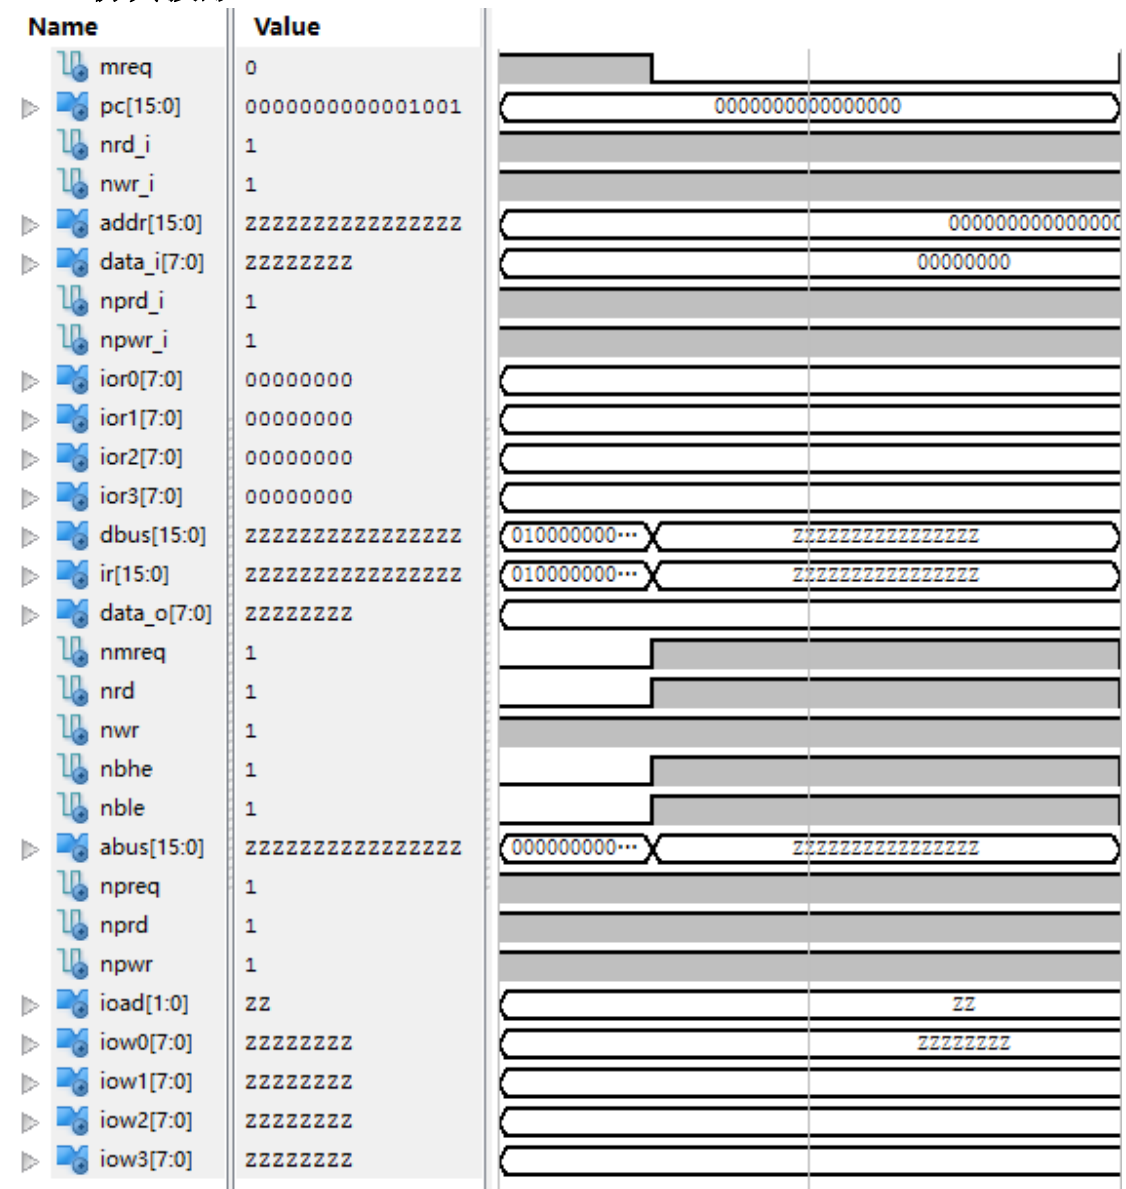 Name Value
mreq 0
pc[15:0] 0000000000001001 0000000000000000
nrd_i 1
nwr_i 1
addr[15:0] ZZZZZZZZZZZZZZZZ 0000000000000000
data_i[7:0] ZZZZZZZZ 00000000
nprd_i 1
npwr_i 1
ior0[7:0] 00000000
ior1[7:0] 00000000
ior2[7:0] 00000000
ior3[7:0] 00000000
dbus[15:0] ZZZZZZZZZZZZZZZZ 010000000··· ZZZZZZZZZZZZZZZZ
ir[15:0] ZZZZZZZZZZZZZZZZ 010000000··· ZZZZZZZZZZZZZZZZ
data_o[7:0] ZZZZZZZZ
nmreq 1
nrd 1
nwr 1
nbhe 1
nble 1
abus[15:0] ZZZZZZZZZZZZZZZZ 000000000··· ZZZZZZZZZZZZZZZZ
npreq 1
nprd 1
npwr 1
ioad[1:0] ZZ ZZ
iow0[7:0] ZZZZZZZZ ZZZZZZZZ
iow1[7:0] ZZZZZZZZ
iow2[7:0] ZZZZZZZZ
iow3[7:0] ZZZZZZZZ